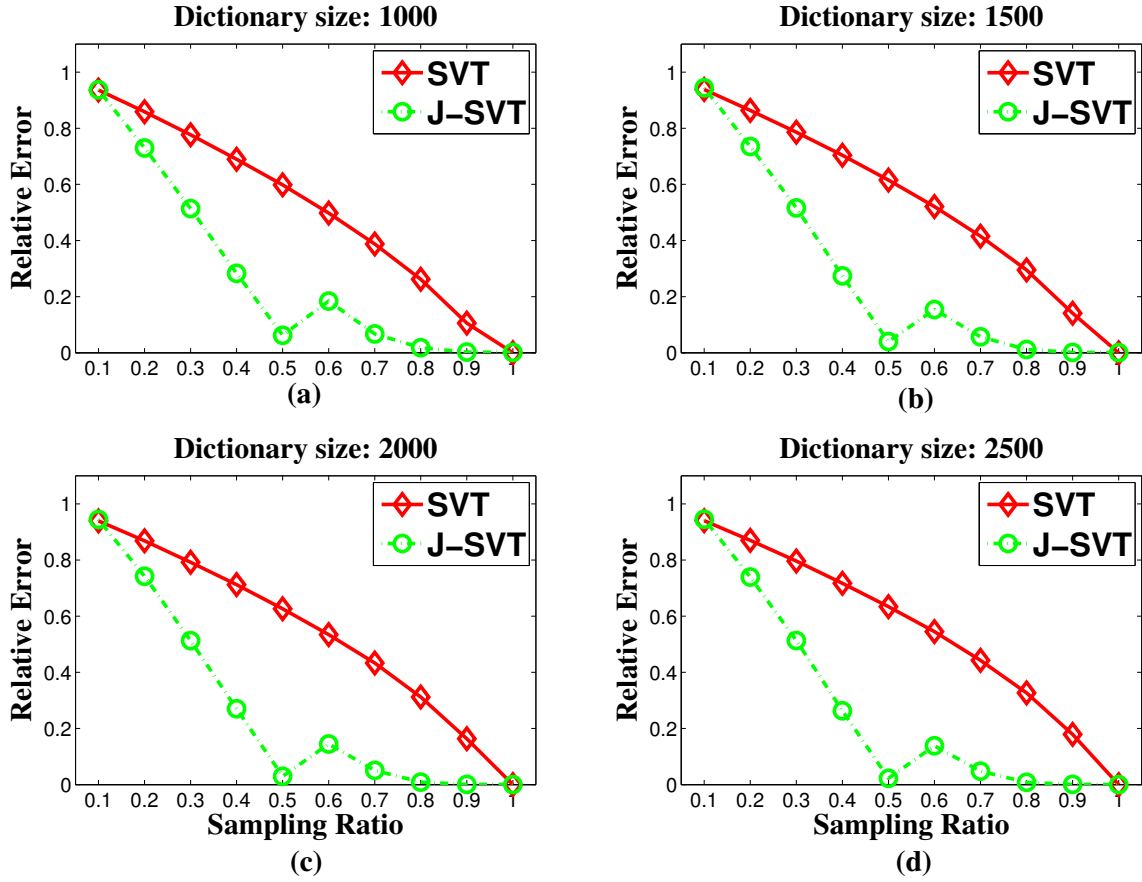 Dictionary size: 1000
Relative Error
1
0.8
0.6
0.4
0.2
0
SVT
J-SVT
0.1 0.2 0.3 0.4 0.5 0.6 0.7 0.8 0.9 1
(a)
Dictionary size: 1500
Relative Error
1
0.8
0.6
0.4
0.2
0
SVT
J-SVT
0.1 0.2 0.3 0.4 0.5 0.6 0.7 0.8 0.9 1
(b)
Dictionary size: 2000
Relative Error
1
0.8
0.6
0.4
0.2
0
SVT
J-SVT
0.1 0.2 0.3 0.4 0.5 0.6 0.7 0.8 0.9 1
Sampling Ratio
(c)
Dictionary size: 2500
Relative Error
1
0.8
0.6
0.4
0.2
0
SVT
J-SVT
0.1 0.2 0.3 0.4 0.5 0.6 0.7 0.8 0.9 1
Sampling Ratio
(d)